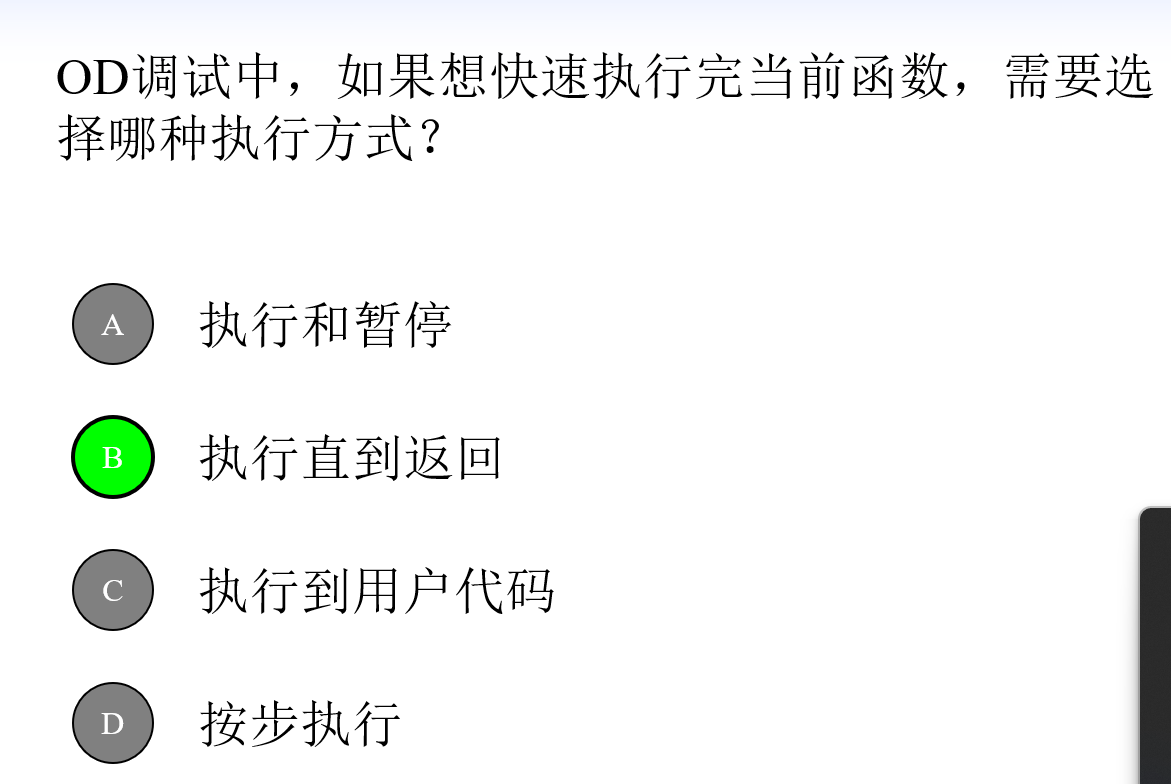 OD调试中，如果想快速执行完当前函数，需要选
择哪种执行方式？
A 执行和暂停
B 执行直到返回
C 执行到用户代码
D 按步执行